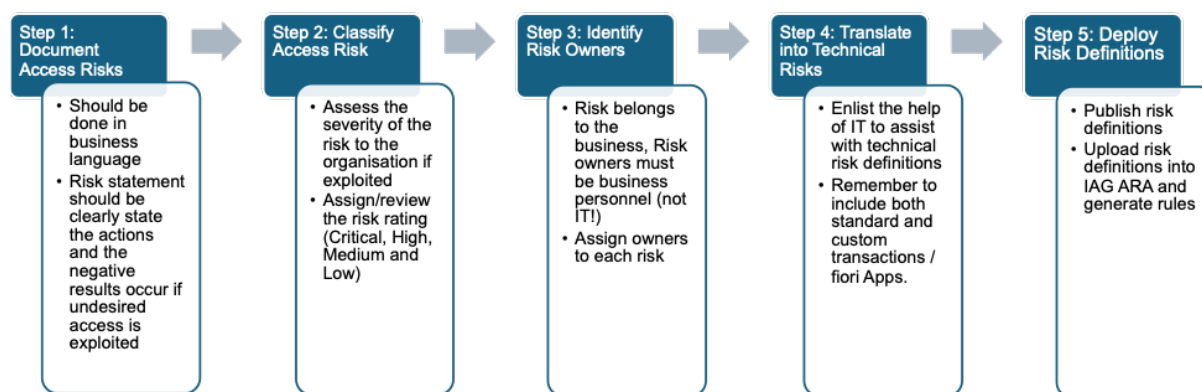 Step 1:
Document
Access Risks
• Should be
done in
business
language
• Risk statement
should be
clearly state
the actions
and the
negative
results occur if
undesired
access is
exploited
Step 2: Classify
Access Risk
• Assess the
severity of the
risk to the
organisation if
exploited
• Assign/review
the risk rating
(Critical, High,
Medium and
Low)
Step 3: Identify
Risk Owners
• Risk belongs
to the
business, Risk
owners must
be business
personnel (not
IT!)
• Assign owners
to each risk
Step 4: Translate
into Technical
Risks
• Enlist the help
of IT to assist
with technical
risk definitions
• Remember to
include both
standard and
custom
transactions /
fiori Apps.
Step 5: Deploy
Risk Definitions
• Publish risk
definitions
• Upload risk
definitions into
IAG ARA and
generate rules